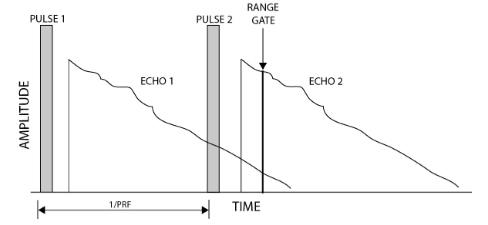 RANGE
GATE
PULSE 1
PULSE 2
ECHO 1
ECHO 2
AMPLITUDE
1/PRF
TIME